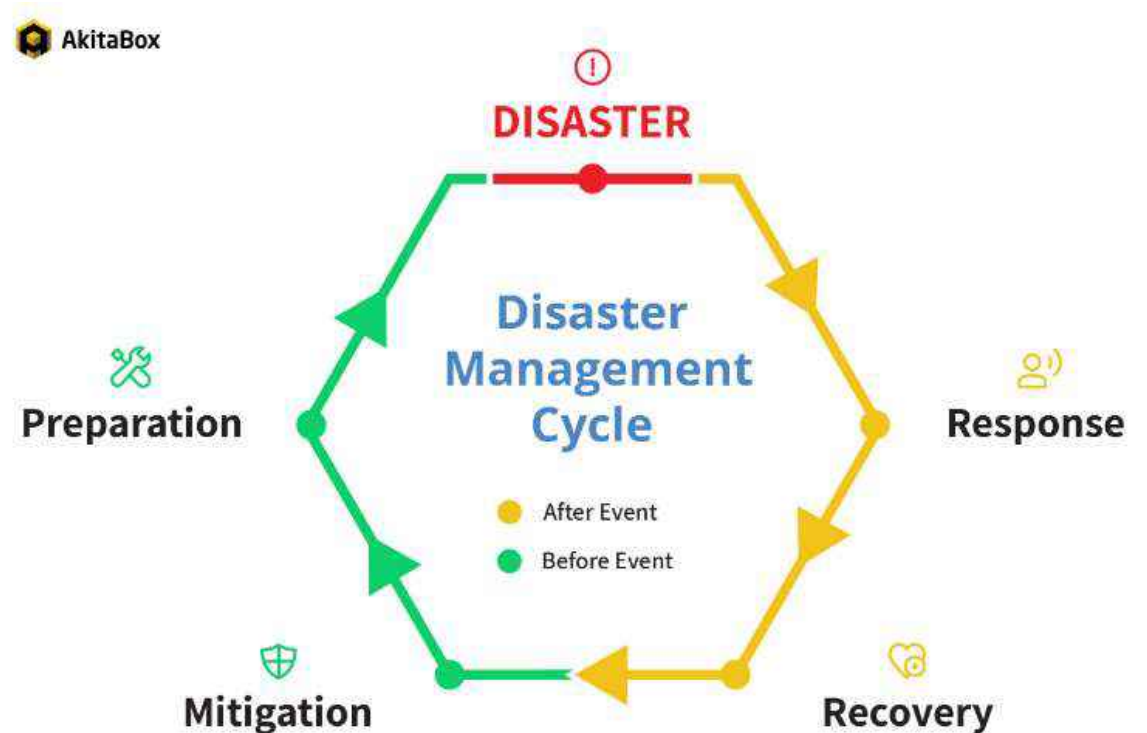 AkitaBox
DISASTER
Disaster
Management
Cycle
Preparation
Response
After Event
Before Event
Mitigation
Recovery